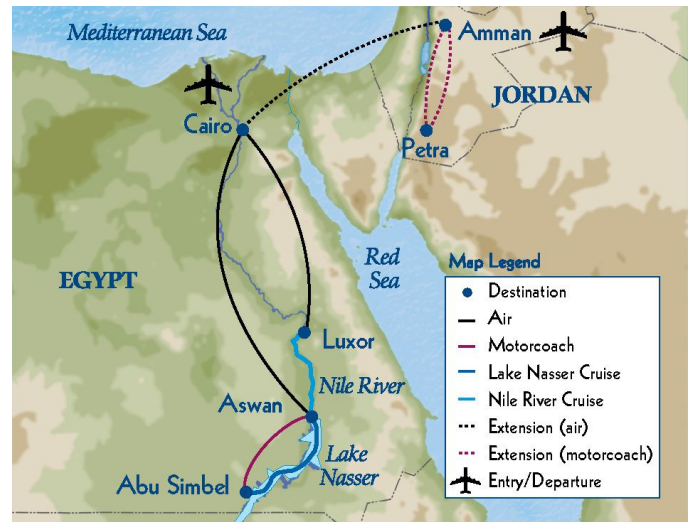 Mediterranean Sea
Amman
JORDAN
Cairo
Petra
Red
Sea
EGYPT
Luxor
Nile River
Aswan
Lake
Nasser
Abu Simbel
Map Legend
Destination
Air
Motorcoach
Lake Nasser Cruise
Nile River Cruise
Extension (air)
Extension (motorcoach)
Entry/Departure